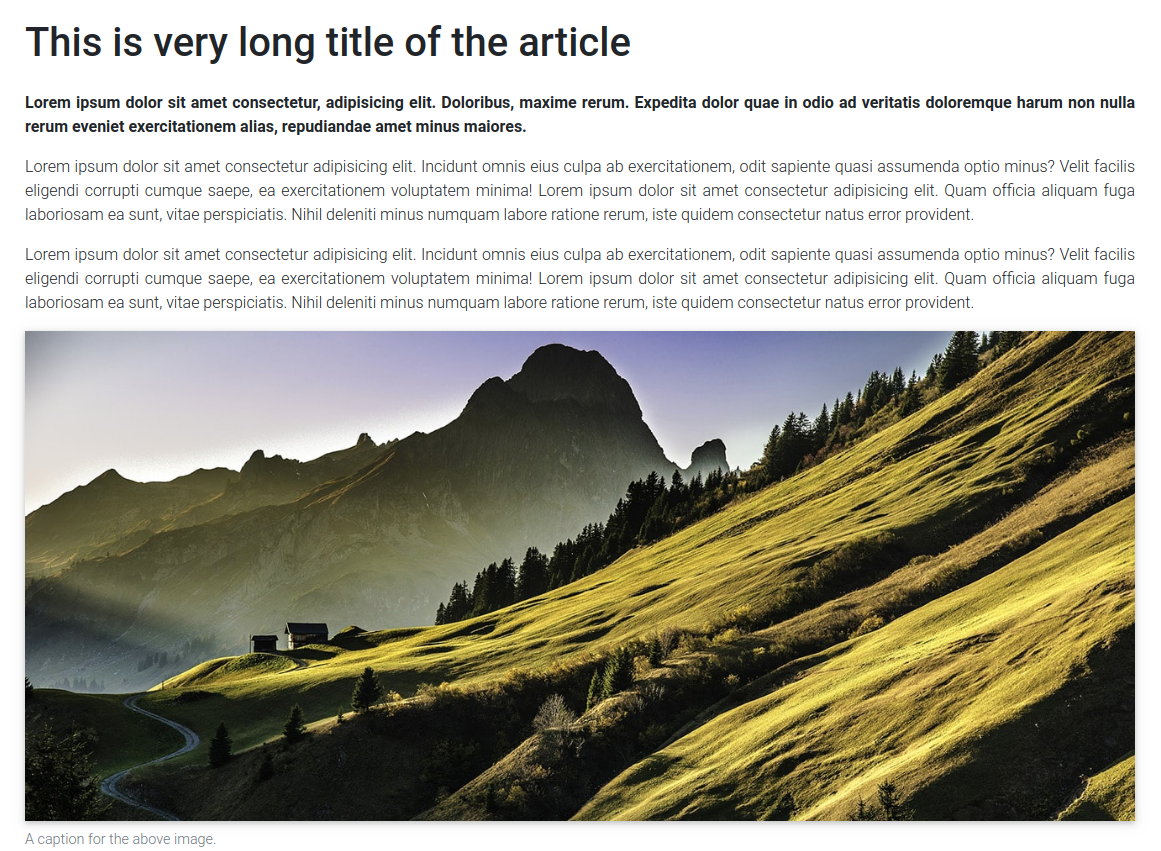 This is very long title of the article
Lorem ipsum dolor sit amet consectetur, adipisicing elit. Doloribus, maxime rerum. Expedita dolor quae in odio ad veritatis doloremque harum non nulla
rerum eveniet exercitationem alias, repudiandae amet minus maiores.
Lorem ipsum dolor sit amet consectetur adipisicing elit. Incidunt omnis eius culpa ab exercitationem, odit sapiente quasi assumenda optio minus? Velit facilis
eligendi corrupti cumque saepe, ea exercitationem voluptatem minima! Lorem ipsum dolor sit amet consectetur adipisicing elit. Quam officia aliquam fuga
laboriosam ea sunt, vitae perspiciatis. Nihil deleniti minus numquam labore ratione rerum, iste quidem consectetur natus error provident.
Lorem ipsum dolor sit amet consectetur adipisicing elit. Incidunt omnis eius culpa ab exercitationem, odit sapiente quasi assumenda optio minus? Velit facilis
eligendi corrupti cumque saepe, ea exercitationem voluptatem minima! Lorem ipsum dolor sit amet consectetur adipisicing elit. Quam officia aliquam fuga
laboriosam ea sunt, vitae perspiciatis. Nihil deleniti minus numquam labore ratione rerum, iste quidem consectetur natus error provident.
A caption for the above image.